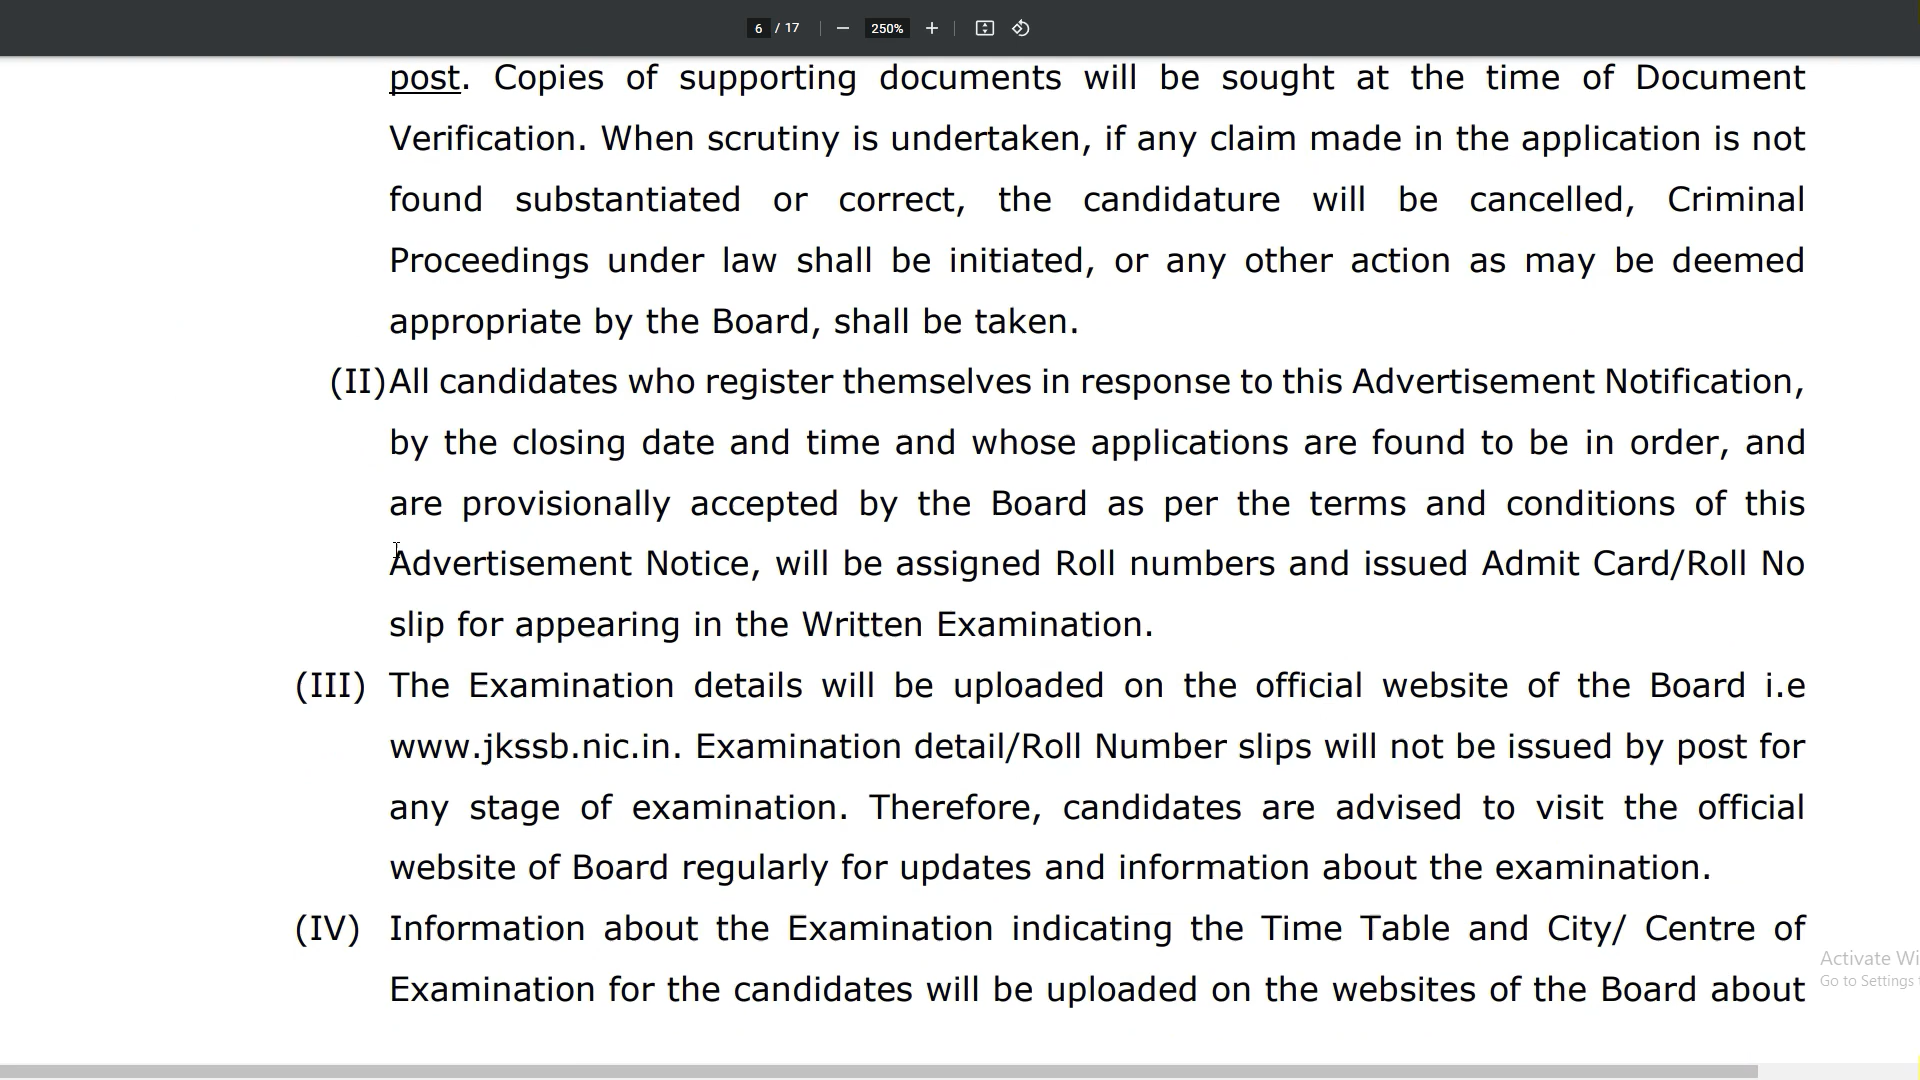 6 / 17 − 250% +
post. Copies of supporting documents will be sought at the time of Document
Verification. When scrutiny is undertaken, if any claim made in the application is not
found substantiated or correct, the candidature will be cancelled, Criminal
Proceedings under law shall be initiated, or any other action as may be deemed
appropriate by the Board, shall be taken.
(II) All candidates who register themselves in response to this Advertisement Notification,
by the closing date and time and whose applications are found to be in order, and
are provisionally accepted by the Board as per the terms and conditions of this
Advertisement Notice, will be assigned Roll numbers and issued Admit Card/Roll No
slip for appearing in the Written Examination.
(III) The Examination details will be uploaded on the official website of the Board i.e
www.jkssb.nic.in. Examination detail/Roll Number slips will not be issued by post for
any stage of examination. Therefore, candidates are advised to visit the official
website of Board regularly for updates and information about the examination.
(IV) Information about the Examination indicating the Time Table and City/ Centre of
Examination for the candidates will be uploaded on the websites of the Board about
Activate Wi
Go to Settings